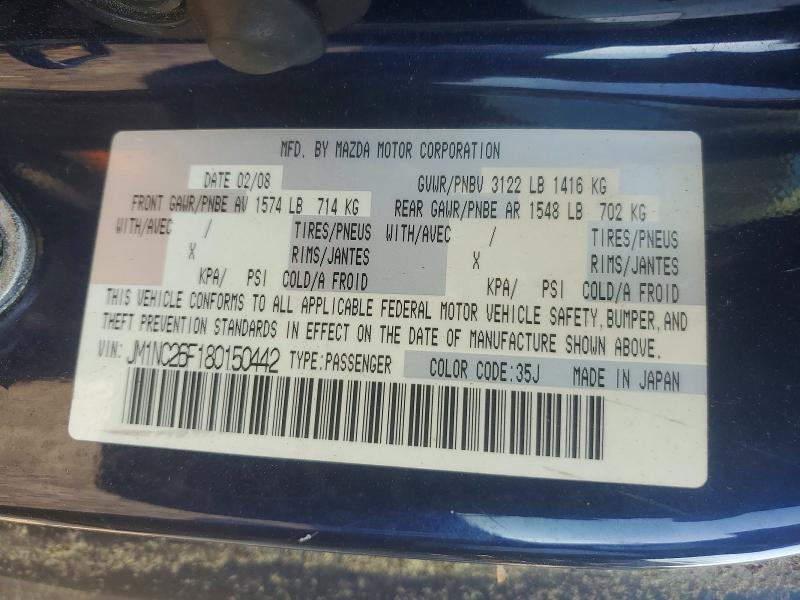 MFD. BY MAZDA MOTOR CORPORATION
DATE 02/08 GVWR/PNBV 3122 LB 1416 KG
FRONT GAWR/PNBE AV 1574 LB 714 KG REAR GAWR/PNBE AR 1548 LB 702 KG
WITH/AVEC / TIRES/PNEUS WITH/AVEC / TIRES/PNEUS
X RIMS/JANTES X RIMS/JANTES
KPA/ PSI COLD/A FROID KPA/ PSI COLD/A FROID
THIS VEHICLE CONFORMS TO ALL APPLICABLE FEDERAL MOTOR VEHICLE SAFETY, BUMPER, AND
THEFT PREVENTION STANDARDS IN EFFECT ON THE DATE OF MANUFACTURE SHOWN ABOVE.
VIN: JM1NC26F180150442 TYPE:PASSENGER COLOR CODE:35J MADE IN JAPAN